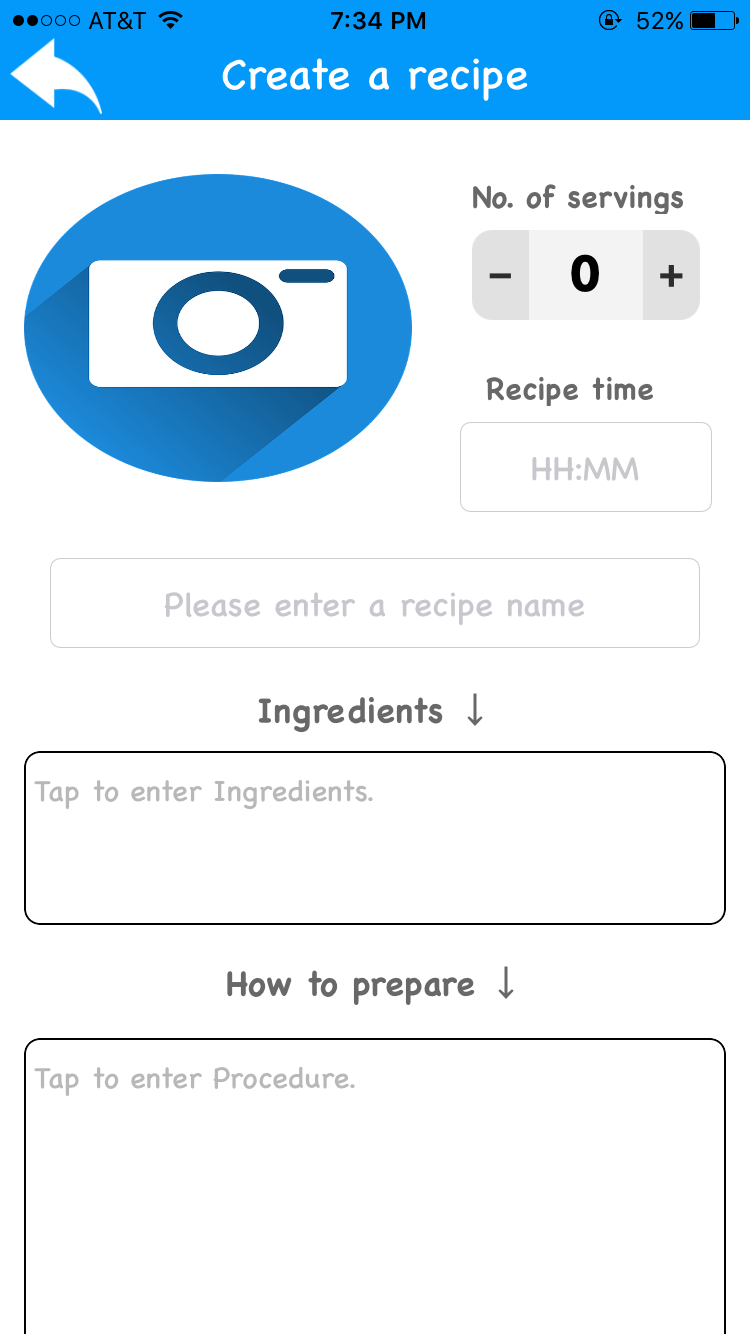 AT&T 7:34 PM 52%
Create a recipe
No. of servings
− 0 +
Recipe time
HH:MM
Please enter a recipe name
Ingredients ↓
Tap to enter Ingredients.
How to prepare ↓
Tap to enter Procedure.